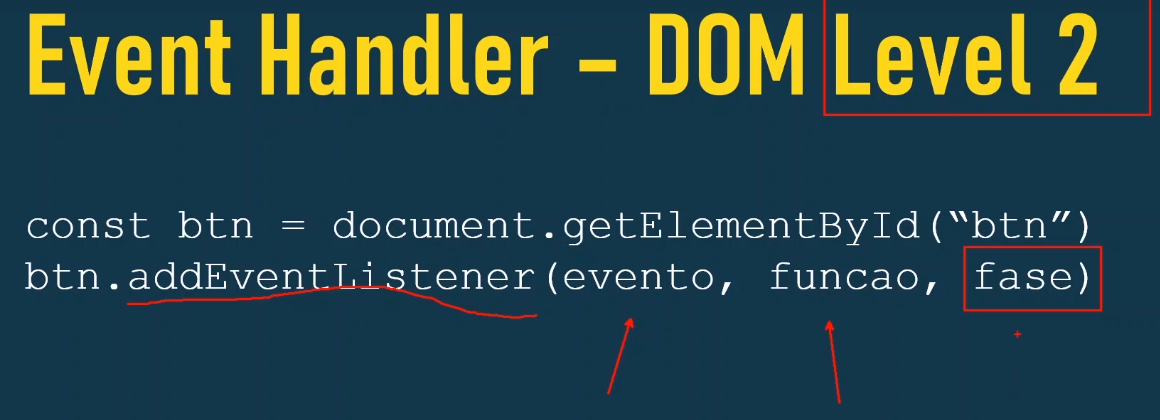 Event Handler – DOM Level 2
const btn = document.getElementById(“btn”)
btn.addEventListener(evento, funcao, fase)